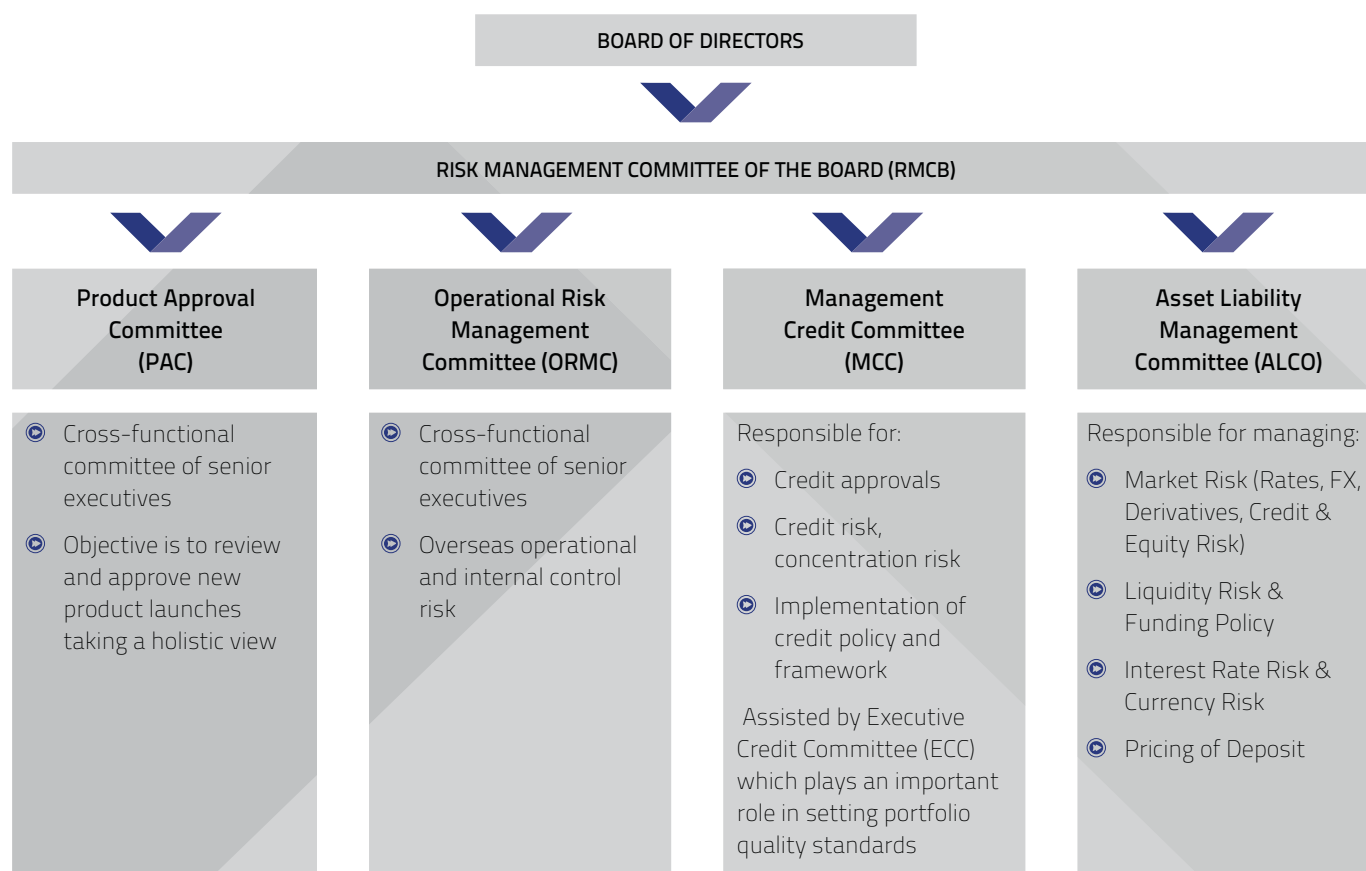 BOARD OF DIRECTORS
RISK MANAGEMENT COMMITTEE OF THE BOARD (RMCB)
Product Approval
Committee
(PAC)
Cross-functional
committee of senior
executives
Objective is to review
and approve new
product launches
taking a holistic view
Operational Risk
Management
Committee (ORMC)
Cross-functional
committee of senior
executives
Overseas operational
and internal control
risk
Management
Credit Committee
(MCC)
Responsible for:
Credit approvals
Credit risk,
concentration risk
Implementation of
credit policy and
framework
Assisted by Executive
Credit Committee (ECC)
which plays an important
role in setting portfolio
quality standards
Asset Liability
Management
Committee (ALCO)
Responsible for managing:
Market Risk (Rates, FX,
Derivatives, Credit &
Equity Risk)
Liquidity Risk &
Funding Policy
Interest Rate Risk &
Currency Risk
Pricing of Deposit